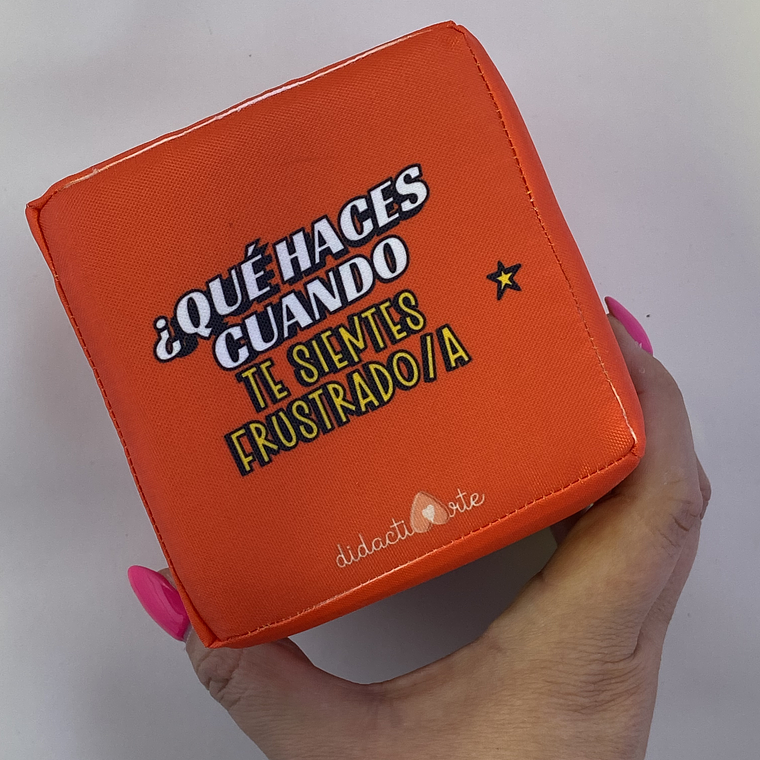 ¿QUÉ HACES
CUANDO
TE SIENTES
FRUSTRADO/A
didactiarte